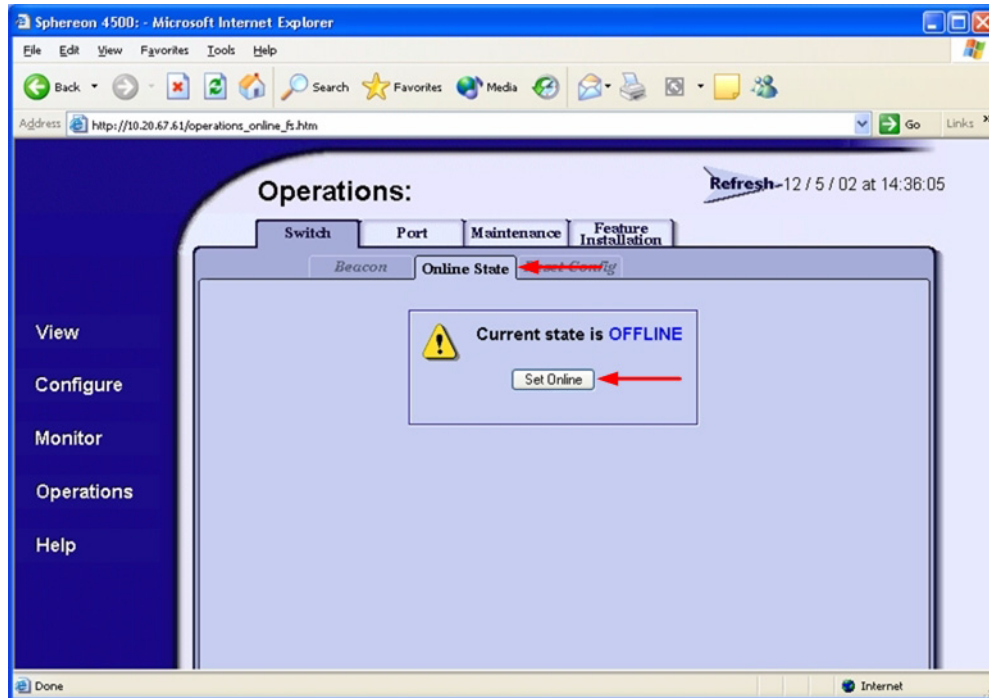 Sphereon 4500: - Microsoft Internet Explorer
File Edit View Favorites Tools Help
Back Search Favorites Media
Address http://10.20.67.61/operations_online_fs.htm Go Links »
Operations:
Refresh-12 / 5 / 02 at 14:36:05
Switch Port Maintenance Feature Installation
Beacon Online State Reset Config
Current state is OFFLINE
Set Online
View
Configure
Monitor
Operations
Help
Done Internet